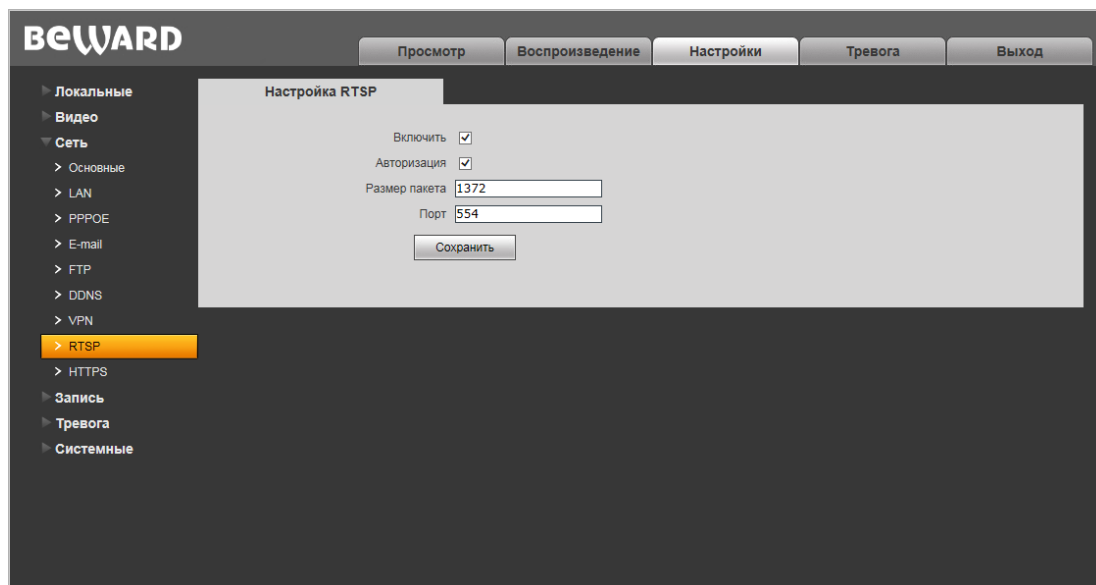 BEWARD
Просмотр
Воспроизведение
Настройки
Тревога
Выход
Локальные
Видео
Сеть
Основные
LAN
PPPOE
E-mail
FTP
DDNS
VPN
RTSP
HTTPS
Запись
Тревога
Системные
Настройка RTSP
Включить
Авторизация
Размер пакета 1372
Порт 554
Сохранить